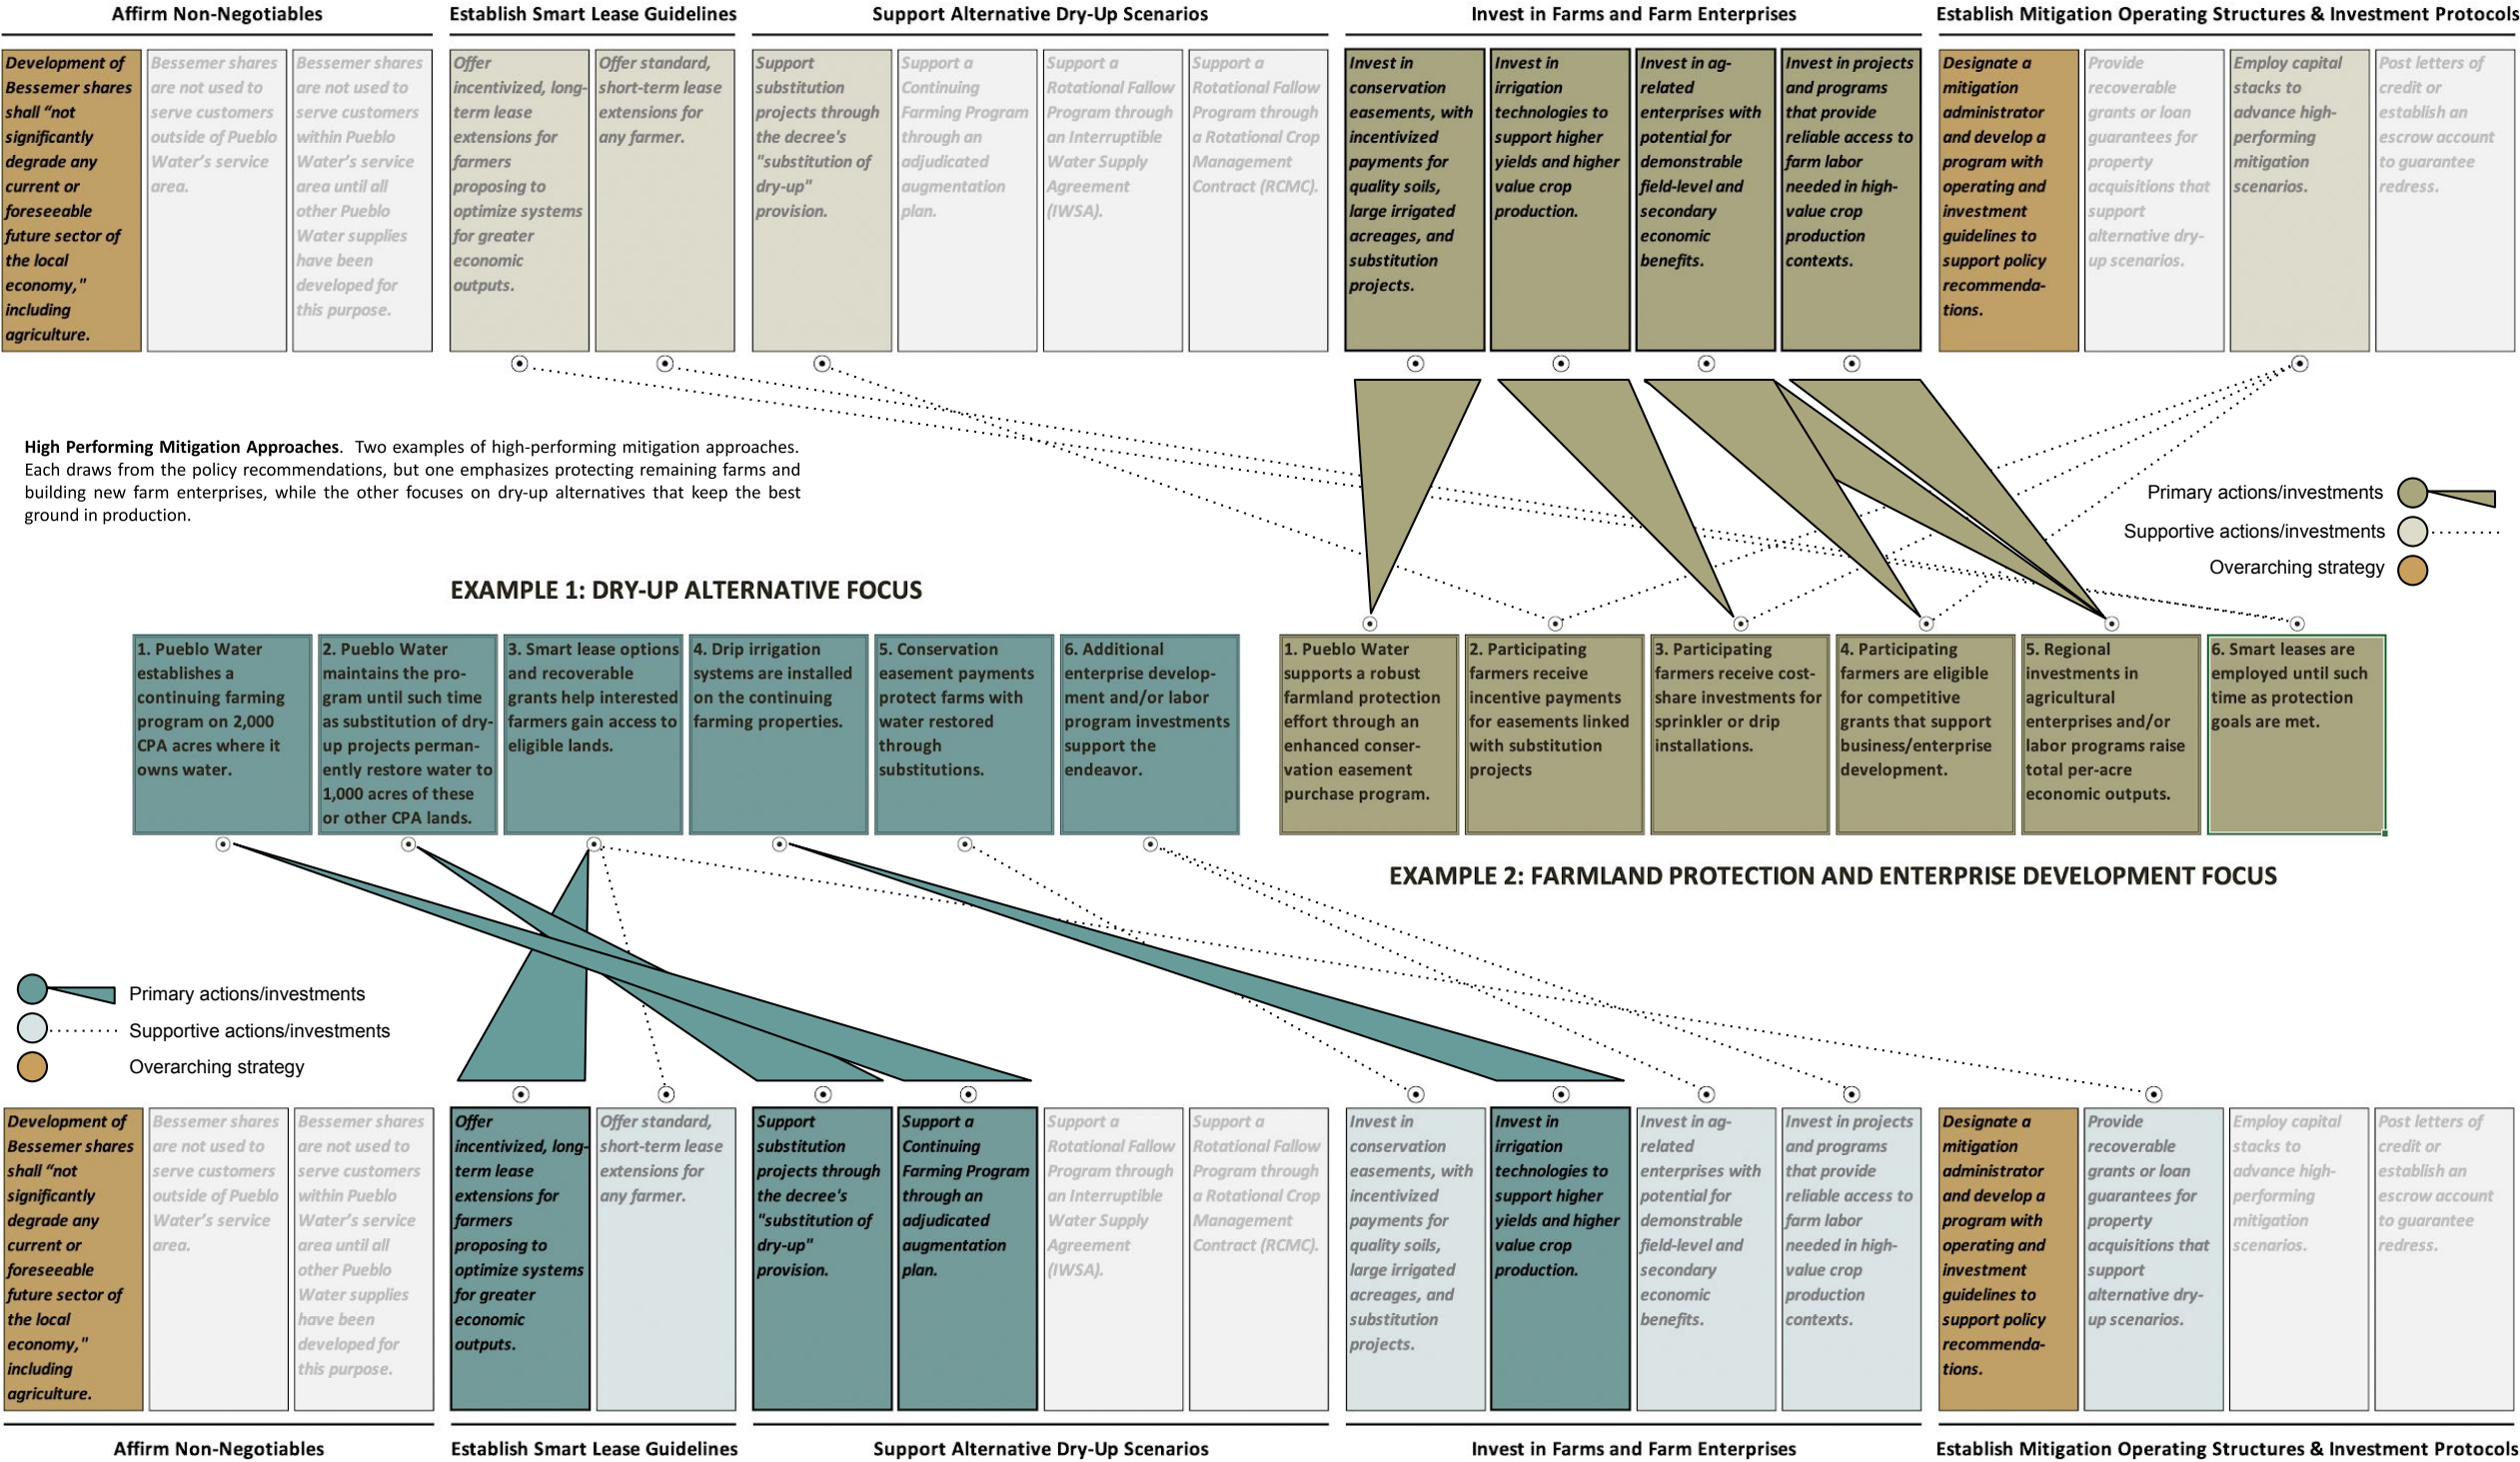 Affirm Non-Negotiables
Establish Smart Lease Guidelines
Support Alternative Dry-Up Scenarios
Invest in Farms and Farm Enterprises
Establish Mitigation Operating Structures & Investment Protocols
Development of
Bessemer shares
shall “not
significantly
degrade any
current or
foreseeable
future sector of
the local
economy,"
including
agriculture.
Bessemer shares
are not used to
serve customers
outside of Pueblo
Water’s service
area.
Bessemer shares
are not used to
serve customers
within Pueblo
Water’s service
area until all
other Pueblo
Water supplies
have been
developed for
this purpose.
Offer
incentivized, long-
term lease
extensions for
farmers
proposing to
optimize systems
for greater
economic
outputs.
Offer standard,
short-term lease
extensions for
any farmer.
Support
substitution
projects through
the decree's
"substitution of
dry-up"
provision.
Support a
Continuing
Farming Program
through an
adjudicated
augmentation
plan.
Support a
Rotational Fallow
Program through
an Interruptible
Water Supply
Agreement
(IWSA).
Support a
Rotational Fallow
Program through
a Rotational Crop
Management
Contract (RCMC).
Invest in
conservation
easements, with
incentivized
payments for
quality soils,
large irrigated
acreages, and
substitution
projects.
Invest in
irrigation
technologies to
support higher
yields and higher
value crop
production.
Invest in ag-
related
enterprises with
potential for
demonstrable
field-level and
secondary
economic
benefits.
Invest in projects
and programs
that provide
reliable access to
farm labor
needed in high-
value crop
production
contexts.
Designate a
mitigation
administrator
and develop a
program with
operating and
investment
guidelines to
support policy
recommenda-
tions.
Provide
recoverable
grants or loan
guarantees for
property
acquisitions that
support
alternative dry-
up scenarios.
Employ capital
stacks to
advance high-
performing
mitigation
scenarios.
Post letters of
credit or
establish an
escrow account
to guarantee
redress.
High Performing Mitigation Approaches. Two examples of high-performing mitigation approaches.
Each draws from the policy recommendations, but one emphasizes protecting remaining farms and
building new farm enterprises, while the other focuses on dry-up alternatives that keep the best
ground in production.
Primary actions/investments
Supportive actions/investments
Overarching strategy
EXAMPLE 1: DRY-UP ALTERNATIVE FOCUS
1. Pueblo Water
establishes a
continuing farming
program on 2,000
CPA acres where it
owns water.
2. Pueblo Water
maintains the pro-
gram until such time
as substitution of dry-
up projects perman-
ently restore water to
1,000 acres of these
or other CPA lands.
3. Smart lease options
and recoverable
grants help interested
farmers gain access to
eligible lands.
4. Drip irrigation
systems are installed
on the continuing
farming properties.
5. Conservation
easement payments
protect farms with
water restored
through
substitutions.
6. Additional
enterprise develop-
ment and/or labor
program investments
support the
endeavor.
1. Pueblo Water
supports a robust
farmland protection
effort through an
enhanced conser-
vation easement
purchase program.
2. Participating
farmers receive
incentive payments
for easements linked
with substitution
projects
3. Participating
farmers receive cost-
share investments for
sprinkler or drip
installations.
4. Participating
farmers are eligible
for competitive
grants that support
business/enterprise
development.
5. Regional
investments in
agricultural
enterprises and/or
labor programs raise
total per-acre
economic outputs.
6. Smart leases are
employed until such
time as protection
goals are met.
EXAMPLE 2: FARMLAND PROTECTION AND ENTERPRISE DEVELOPMENT FOCUS
Primary actions/investments
Supportive actions/investments
Overarching strategy
Development of
Bessemer shares
shall “not
significantly
degrade any
current or
foreseeable
future sector of
the local
economy,"
including
agriculture.
Bessemer shares
are not used to
serve customers
outside of Pueblo
Water’s service
area.
Bessemer shares
are not used to
serve customers
within Pueblo
Water’s service
area until all
other Pueblo
Water supplies
have been
developed for
this purpose.
Offer
incentivized, long-
term lease
extensions for
farmers
proposing to
optimize systems
for greater
economic
outputs.
Offer standard,
short-term lease
extensions for
any farmer.
Support
substitution
projects through
the decree's
"substitution of
dry-up"
provision.
Support a
Continuing
Farming Program
through an
adjudicated
augmentation
plan.
Support a
Rotational Fallow
Program through
an Interruptible
Water Supply
Agreement
(IWSA).
Support a
Rotational Fallow
Program through
a Rotational Crop
Management
Contract (RCMC).
Invest in
conservation
easements, with
incentivized
payments for
quality soils,
large irrigated
acreages, and
substitution
projects.
Invest in
irrigation
technologies to
support higher
yields and higher
value crop
production.
Invest in ag-
related
enterprises with
potential for
demonstrable
field-level and
secondary
economic
benefits.
Invest in projects
and programs
that provide
reliable access to
farm labor
needed in high-
value crop
production
contexts.
Designate a
mitigation
administrator
and develop a
program with
operating and
investment
guidelines to
support policy
recommenda-
tions.
Provide
recoverable
grants or loan
guarantees for
property
acquisitions that
support
alternative dry-
up scenarios.
Employ capital
stacks to
advance high-
performing
mitigation
scenarios.
Post letters of
credit or
establish an
escrow account
to guarantee
redress.
Affirm Non-Negotiables
Establish Smart Lease Guidelines
Support Alternative Dry-Up Scenarios
Invest in Farms and Farm Enterprises
Establish Mitigation Operating Structures & Investment Protocols